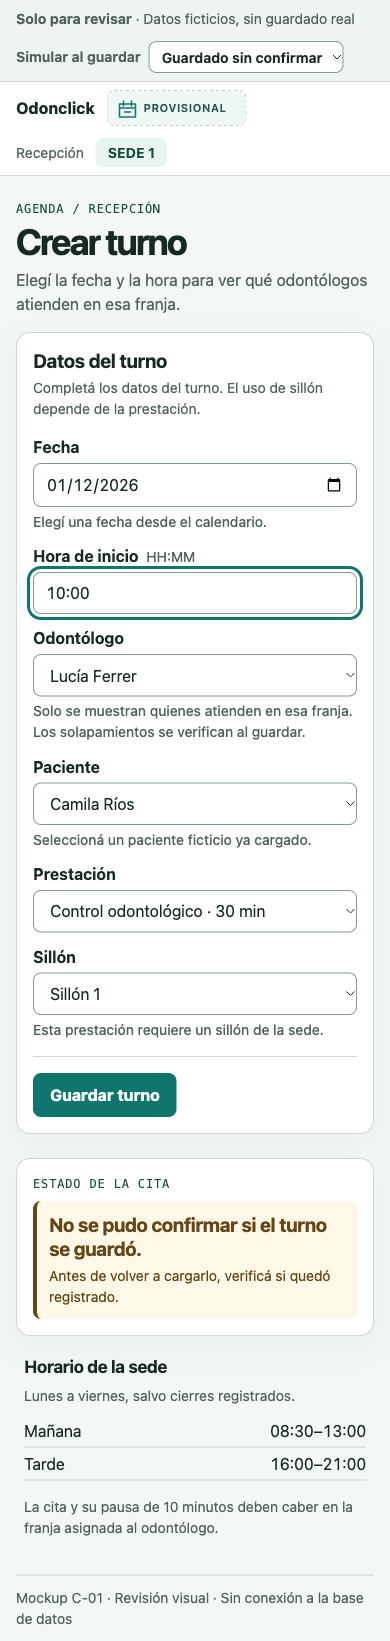 Solo para revisar · Datos ficticios, sin guardado real
Simular al guardar Guardado sin confirmar
Odonclick PROVISIONAL
Recepción SEDE 1
AGENDA / RECEPCIÓN
Crear turno
Elegí la fecha y la hora para ver qué odontólogos
atienden en esa franja.
Datos del turno
Completá los datos del turno. El uso de sillón
depende de la prestación.
Fecha
01/12/2026
Elegí una fecha desde el calendario.
Hora de inicio HH:MM
10:00
Odontólogo
Lucía Ferrer
Solo se muestran quienes atienden en esa franja.
Los solapamientos se verifican al guardar.
Paciente
Camila Ríos
Seleccioná un paciente ficticio ya cargado.
Prestación
Control odontológico · 30 min
Sillón
Sillón 1
Esta prestación requiere un sillón de la sede.
Guardar turno
ESTADO DE LA CITA
No se pudo confirmar si el turno
se guardó.
Antes de volver a cargarlo, verificá si quedó
registrado.
Horario de la sede
Lunes a viernes, salvo cierres registrados.
Mañana 08:30–13:00
Tarde 16:00–21:00
La cita y su pausa de 10 minutos deben caber en la
franja asignada al odontólogo.
Mockup C-01 · Revisión visual · Sin conexión a la base
de datos